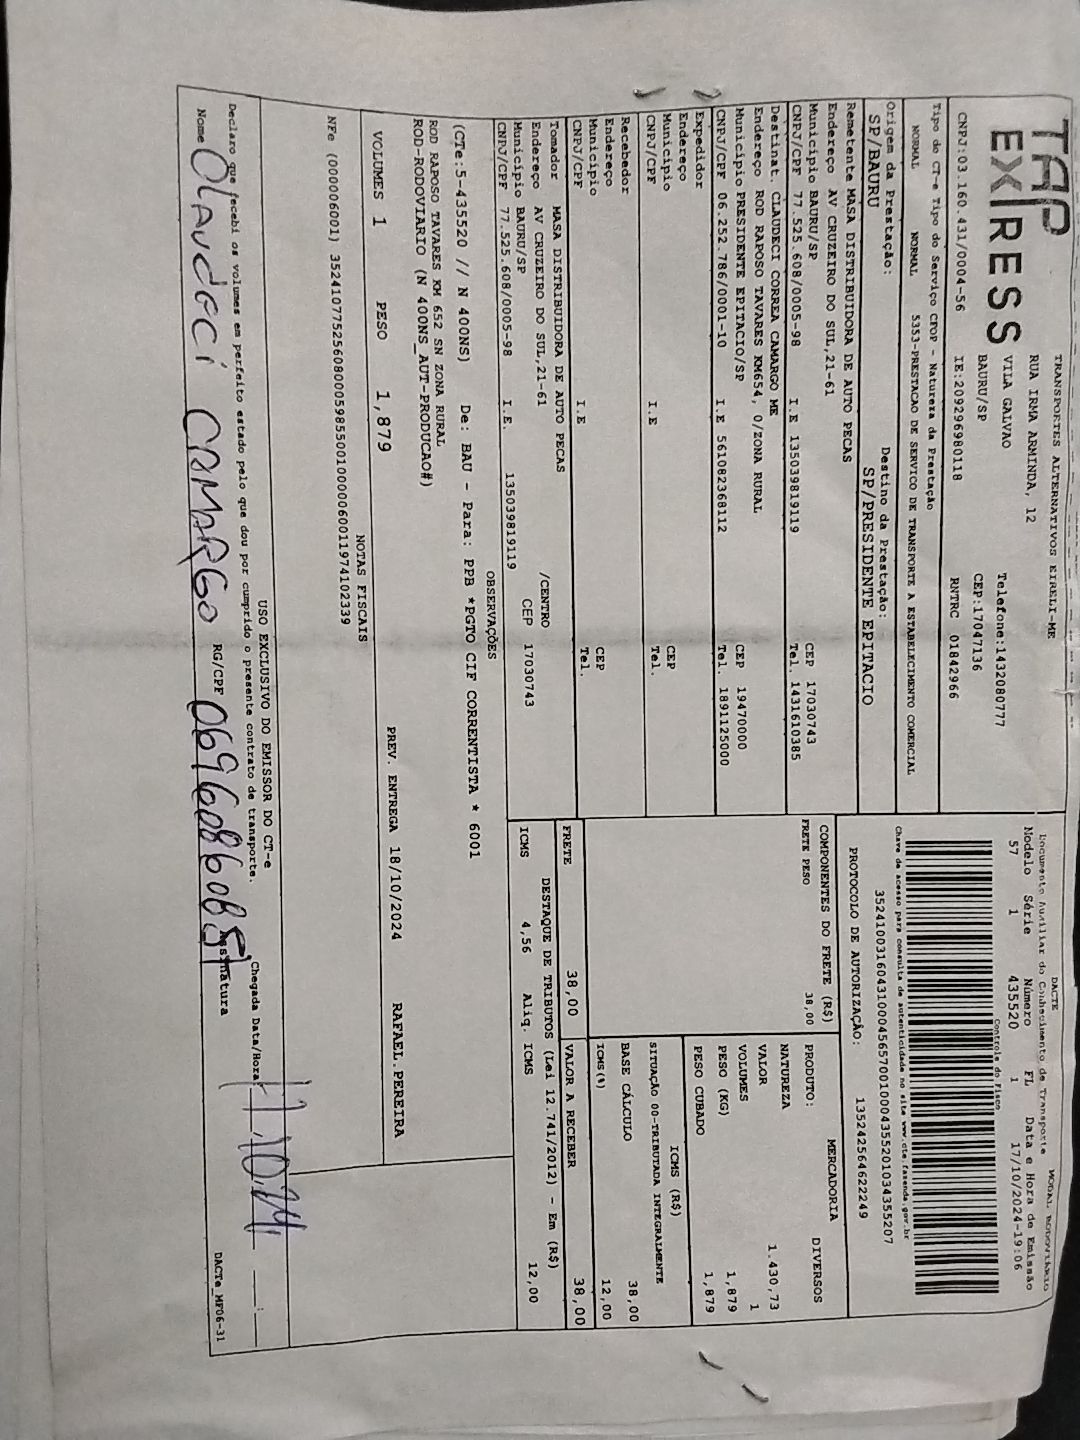 TAP
EX/RESS
TRANSPORTES ALTERNATIVOS EIRELI-ME
RUA IRMA ARMINDA, 12
VILA GALVAO
BAURU/SP
Telefone:1432080777
CEP:17047136
CNPJ:03.160.431/0004-56 IE:209296980118 RNTRC 01842966
Tipo do CT-e Tipo do Serviço CFOP - Natureza da Prestação
NORMAL NORMAL 5353-PRESTACAO DE SERVICO DE TRANSPORTE A ESTABELECIMENTO COMERCIAL
Origem da Prestação: Destino da Prestação:
SP/BAURU SP/PRESIDENTE EPITACIO
Remetente MASA DISTRIBUIDORA DE AUTO PECAS
Endereço AV CRUZEIRO DO SUL,21-61
Município BAURU/SP CEP 17030743
CNPJ/CPF 77.525.608/0005-98 I.E 135039819119 Tel. 1431610385
Destinat. CLAUDECI CORREA CAMARGO ME
Endereço ROD RAPOSO TAVARES KM654, 0/ZONA RURAL
Município PRESIDENTE EPITACIO/SP CEP 19470000
CNPJ/CPF 06.252.786/0001-10 I.E 561082368112 Tel. 1891125000
Expedidor
Endereço
Município CEP
CNPJ/CPF I.E Tel.
Recebedor
Endereço
Município CEP
CNPJ/CPF I.E Tel.
Tomador MASA DISTRIBUIDORA DE AUTO PECAS
Endereço AV CRUZEIRO DO SUL,21-61 /CENTRO
Município BAURU/SP CEP 17030743
CNPJ/CPF 77.525.608/0005-98 I.E. 135039819119
DACTE MODAL RODOVIÁRIO
Documento Auxiliar do Conhecimento de Transporte
Modelo Série Número FL Data e Hora de Emissão
57 1 435520 1 17/10/2024-19:06
Controle do Fisco
Chave de acesso para consulta de autenticidade no site www.cte.fazenda.gov.br
35241003160431000456570010004355201034355207
PROTOCOLO DE AUTORIZAÇÃO: 135242564622249
COMPONENTES DO FRETE (R$)
FRETE PESO 38,00
MERCADORIA
PRODUTO: DIVERSOS
NATUREZA
VALOR 1.430,73
VOLUMES 1
PESO (KG) 1,879
PESO CUBADO 1,879
ICMS (R$)
SITUAÇÃO 00-TRIBUTADA INTEGRALMENTE
BASE CÁLCULO 38,00
ICMS(%) 12,00
FRETE 38,00 VALOR A RECEBER 38,00
DESTAQUE DE TRIBUTOS (Lei 12.741/2012) - Em (R$)
ICMS 4,56 Aliq. ICMS 12,00
OBSERVAÇÕES
(CTe:5-435520 // N 400NS) De: BAU - Para: PPB *PGTO CIF CORRENTISTA * 6001
ROD RAPOSO TAVARES KM 652 SN ZONA RURAL
ROD-RODOVIARIO (N 400NS_AUT-PRODUCAO#)
VOLUMES 1 PESO 1,879 PREV. ENTREGA 18/10/2024 RAFAEL.PEREIRA
NOTAS FISCAIS
NFe (000006001) 35241077525608000598550010000060011974102339
USO EXCLUSIVO DO EMISSOR DO CT-e
Declaro que recebi os volumes em perfeito estado pelo que dou por cumprido o presente contrato de transporte.
Chegada Data/Hora
Nome CLAUDECI CAMARGO RG/CPF 06960860851 Assinatura
DACTe_MF06-31